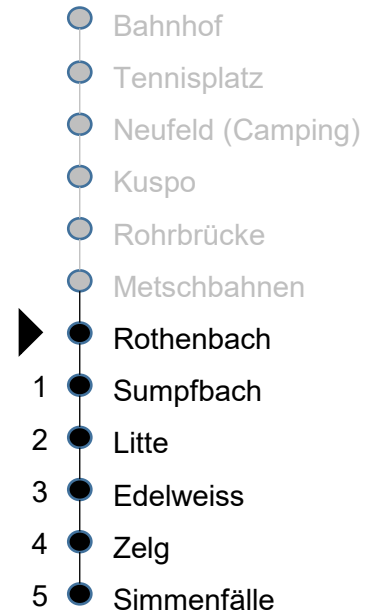 Bahnhof
Tennisplatz
Neufeld (Camping)
Kuspo
Rohrbrücke
Metschbahnen
Rothenbach
1 Sumpfbach
2 Litte
3 Edelweiss
4 Zelg
5 Simmenfälle